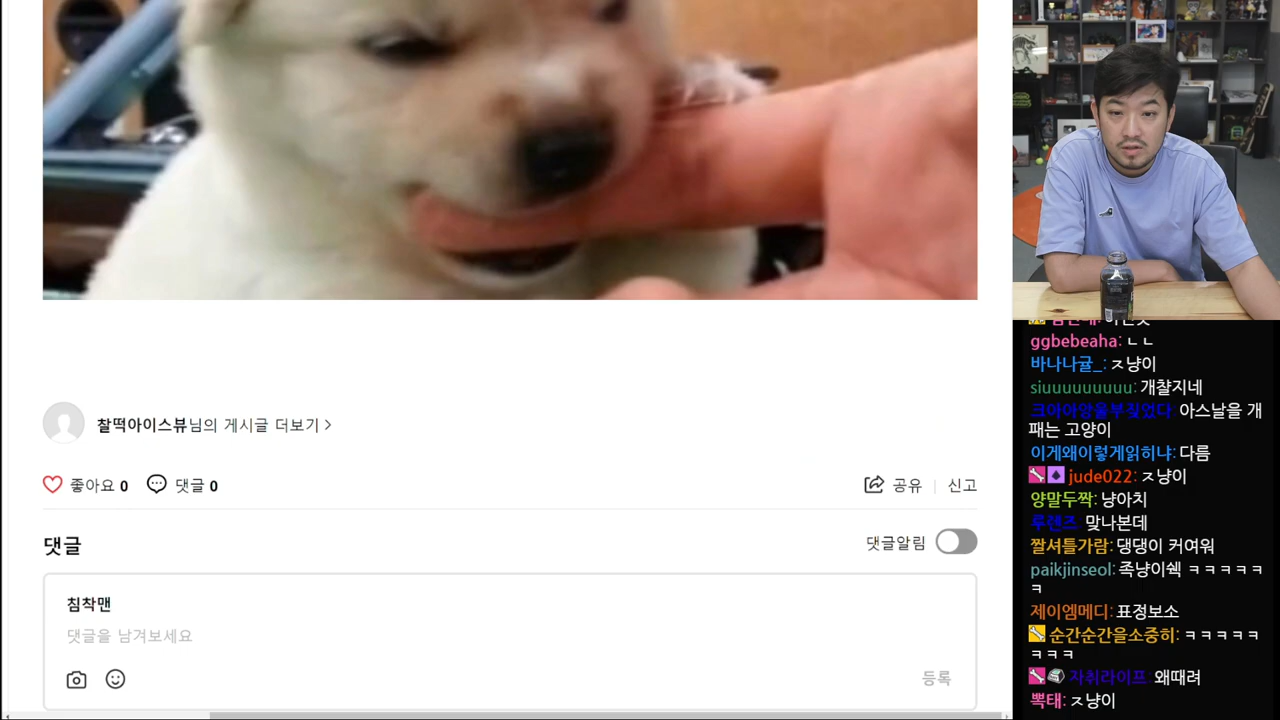 찰떡아이스뷰님의 게시글 더보기 >
좋아요 0 댓글 0
공유 | 신고
댓글
댓글알림
침착맨
댓글을 남겨보세요
등록
ggbebeaha: ㄴㄴ
바나나귤_: ㅈ냥이
siuuuuuuuuu: 개찰지네
크아아앙울부짖었다: 아스날을 개
패는 고양이
이게왜이렇게읽히냐: 다름
jude022: ㅈ냥이
양말두짝: 냥아치
루렌즈: 맞나본데
짤셔틀가람: 댕댕이 커여워
paikjinseol: 족냥이쉑 ㅋㅋㅋㅋㅋ
ㅋ
제이엠메디: 표정보소
순간순간을소중히: ㅋㅋㅋㅋㅋ
ㅋㅋㅋ
자취라이프: 왜때려
뽁태: ㅈ냥이